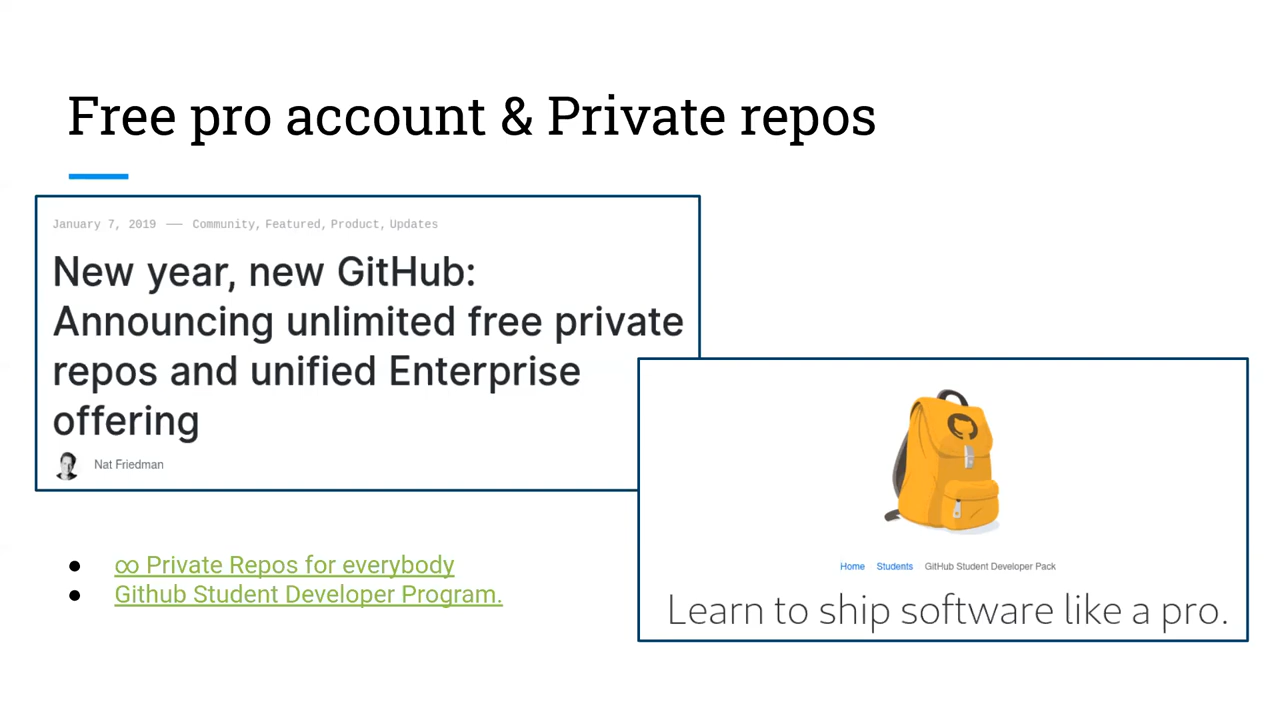 Free pro account & Private repos
January 7, 2019 — Community, Featured, Product, Updates
New year, new GitHub:
Announcing unlimited free private
repos and unified Enterprise
offering
Nat Friedman
Home Students GitHub Student Developer Pack
Learn to ship software like a pro.
● ∞ Private Repos for everybody
● Github Student Developer Program.